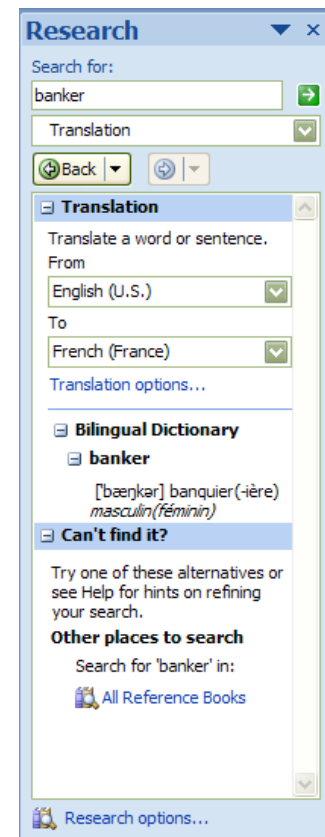 Research
Search for:
banker
Translation
Back
Translation
Translate a word or sentence.
From
English (U.S.)
To
French (France)
Translation options...
Bilingual Dictionary
banker
['bæŋkər] banquier(-ière)
masculin(féminin)
Can't find it?
Try one of these alternatives or
see Help for hints on refining
your search.
Other places to search
Search for 'banker' in:
All Reference Books
Research options...